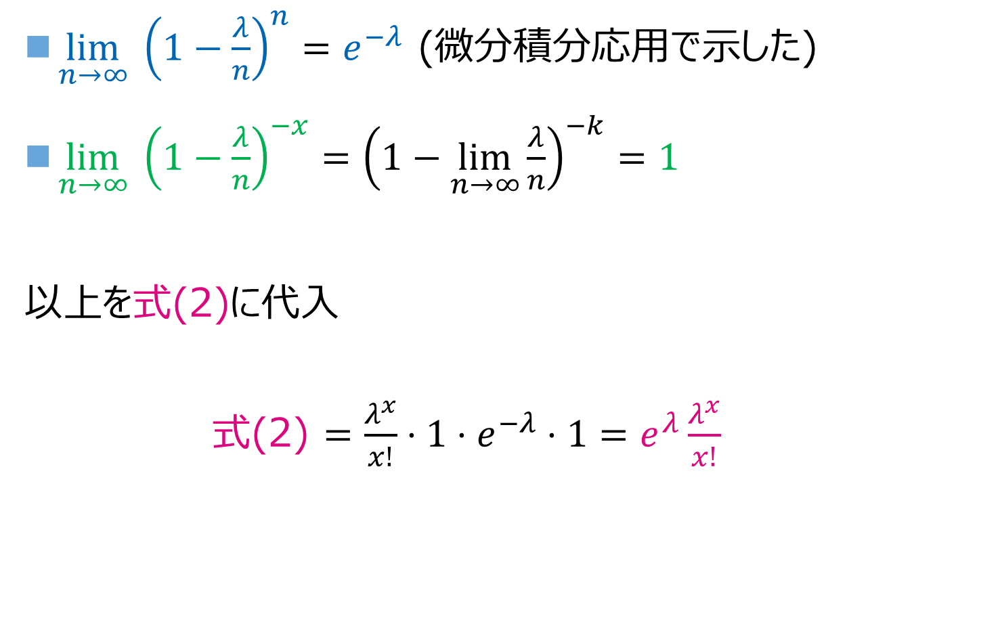 ■ lim_{n→∞} (1 − λ/n)^n = e^{−λ} (微分積分応用で示した)
■ lim_{n→∞} (1 − λ/n)^{−x} = (1 − lim_{n→∞} λ/n)^{−k} = 1
以上を式(2)に代入
式(2) = λ^x/x! · 1 · e^{−λ} · 1 = e^λ λ^x/x!